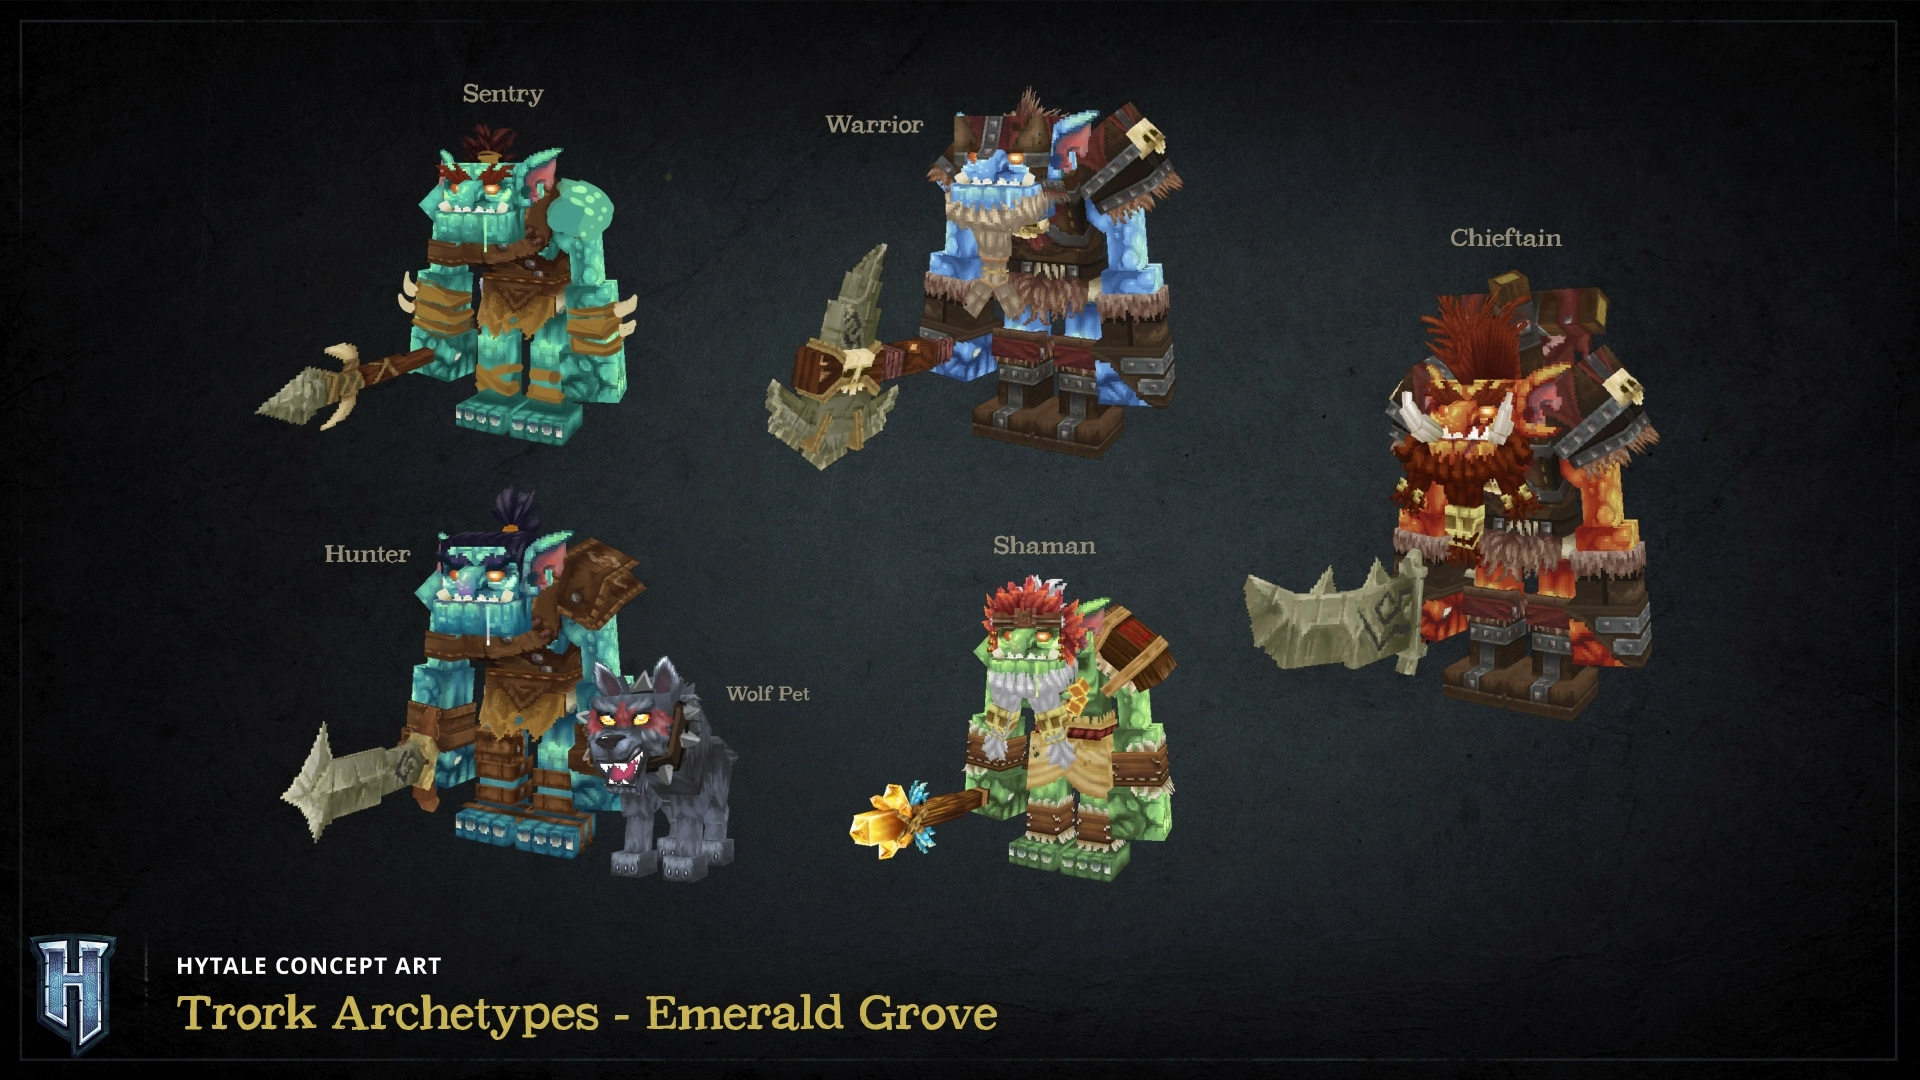 Sentry
Warrior
Chieftain
Hunter
Shaman
Wolf Pet
H
HYTALE CONCEPT ART
Trork Archetypes - Emerald Grove